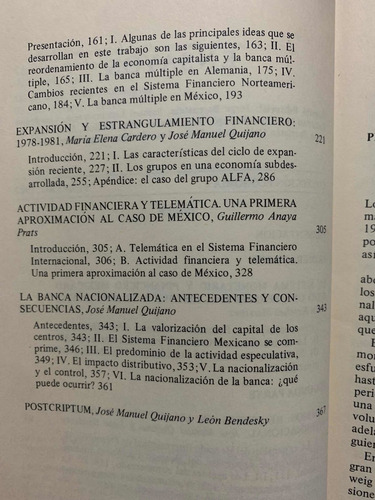 Presentación, 161; I. Algunas de las principales ideas que se
desarrollan en este trabajo son las siguientes, 163; II. El
reordenamiento de la economía capitalista y la banca múl-
tiple, 165; III. La banca múltiple en Alemania, 175; IV.
Cambios recientes en el Sistema Financiero Norteameri-
cano, 184; V. La banca múltiple en México, 193
EXPANSIÓN Y ESTRANGULAMIENTO FINANCIERO:
1978-1981, María Elena Cardero y José Manuel Quijano 221
Introducción, 221; I. Las características del ciclo de expan-
sión reciente, 227; II. Los grupos en una economía subdes-
arrollada, 255; Apéndice: el caso del grupo ALFA, 286
ACTIVIDAD FINANCIERA Y TELEMÁTICA. UNA PRIMERA
APROXIMACIÓN AL CASO DE MÉXICO, Guillermo Anaya
Prats 305
Introducción, 305; A. Telemática en el Sistema Financiero
Internacional, 306; B. Actividad financiera y telemática.
Una primera aproximación al caso de México, 328
LA BANCA NACIONALIZADA: ANTECEDENTES Y CON-
SECUENCIAS, José Manuel Quijano 343
Antecedentes, 343; I. La valorización del capital de los
centros, 343; II. El Sistema Financiero Mexicano se com-
prime, 346; III. El predominio de la actividad especulativa,
349; IV. El impacto distributivo, 353; V. La nacionalización
y el control, 357; VI. La nacionalización de la banca: ¿qué
puede ocurrir? 361
POSTCRIPTUM, José Manuel Quijano y León Bendesky 367